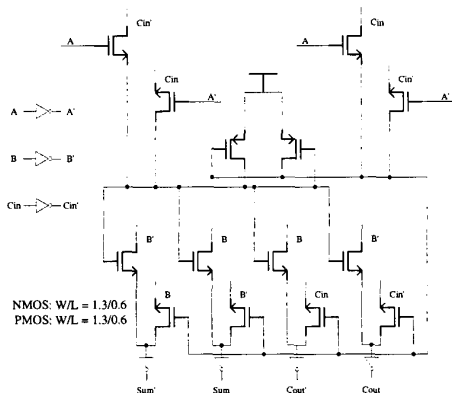 Cin'
Cin
A
A
Cin
Cin'
A'
A'
A A'
B B'
Cin Cin'
B'
B
B
B'
B
B'
Cin
Cin'
NMOS: W/L = 1.3/0.6
PMOS: W/L = 1.3/0.6
Sum'
Sum
Cout'
Cout